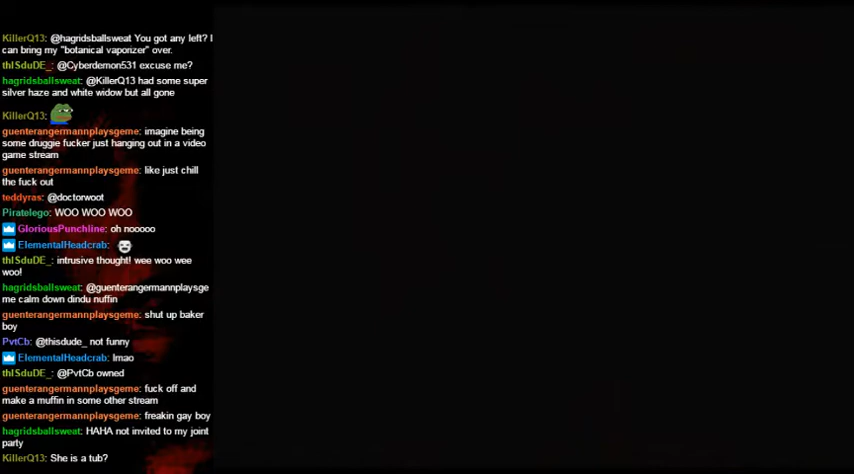 KillerQ13: @hagridsballsweat You got any left? I
can bring my "botanical vaporizer" over.
thISduDE_: @Cyberdemon531 excuse me?
hagridsballsweat: @KillerQ13 had some super
silver haze and white widow but all gone
KillerQ13:
guenterangermannplaysgeme: imagine being
some druggie fucker just hanging out in a video
game stream
guenterangermannplaysgeme: like just chill
the fuck out
teddyras: @doctorwoot
Piratelego: WOO WOO WOO
GloriousPunchline: oh nooooo
ElementalHeadcrab:
thISduDE_: intrusive thought! wee woo wee
woo!
hagridsballsweat: @guenterangermannplaysge
me calm down dindu nuffin
guenterangermannplaysgeme: shut up baker
boy
PvtCb: @thisdude_ not funny
ElementalHeadcrab: lmao
thISduDE_: @PvtCb owned
guenterangermannplaysgeme: fuck off and
make a muffin in some other stream
guenterangermannplaysgeme: freakin gay boy
hagridsballsweat: HAHA not invited to my joint
party
KillerQ13: She is a tub?